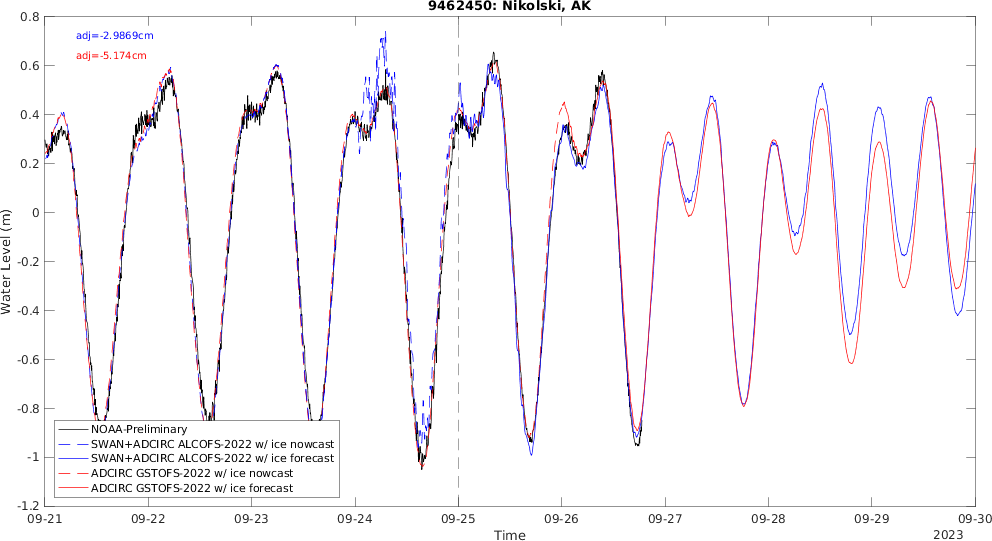 9462450: Nikolski, AK
adj=-2.9869cm
adj=-5.174cm
0.8
0.6
0.4
0.2
0
-0.2
-0.4
-0.6
-0.8
-1
-1.2
Water Level (m)
NOAA-Preliminary
SWAN+ADCIRC ALCOFS-2022 w/ ice nowcast
SWAN+ADCIRC ALCOFS-2022 w/ ice forecast
ADCIRC GSTOFS-2022 w/ ice nowcast
ADCIRC GSTOFS-2022 w/ ice forecast
09-21 09-22 09-23 09-24 09-25 09-26 09-27 09-28 09-29 09-30
Time
2023